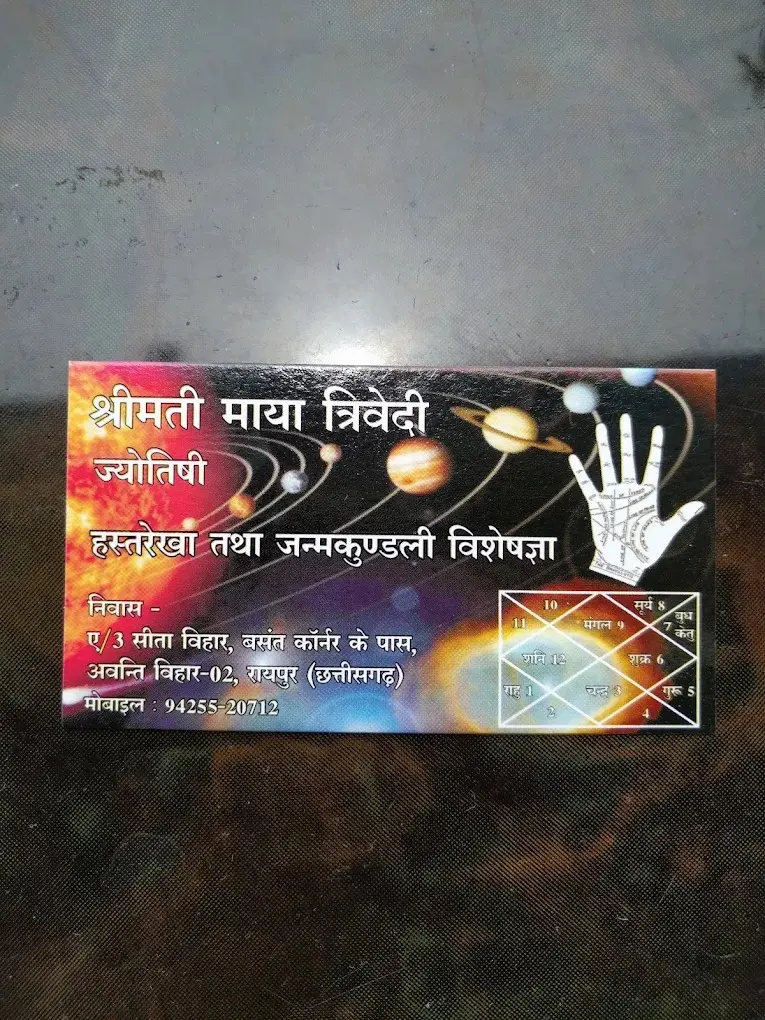 श्रीमती माया त्रिवेदी
ज्योतिषी
हस्तरेखा तथा जन्मकुण्डली विशेषज्ञा
निवास -
ए/3 सीता विहार, बसंत कॉर्नर के पास,
अवन्ति विहार-02, रायपुर (छत्तीसगढ़)
मोबाइल : 94255-20712
10
सूर्य 8
11
मंगल 9
7 बुध
केतु
शनि 12
शुक्र 6
राहु 1
चन्द्र 3
गुरू 5
2
4